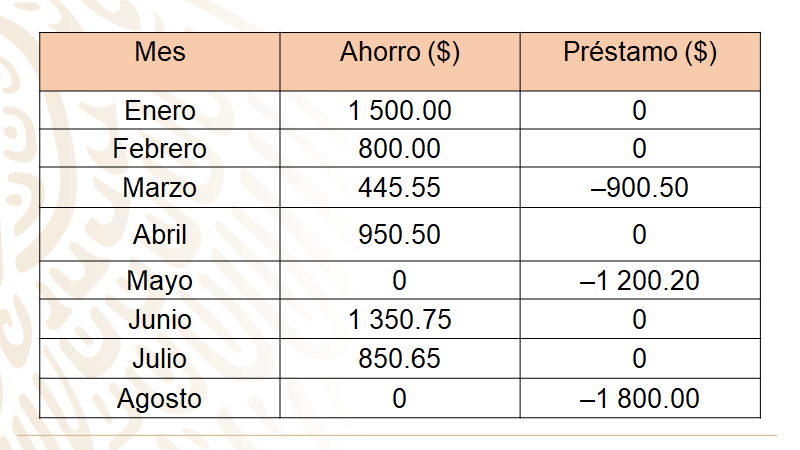 Mes Ahorro ($) Préstamo ($)
Enero 1 500.00 0
Febrero 800.00 0
Marzo 445.55 –900.50
Abril 950.50 0
Mayo 0 –1 200.20
Junio 1 350.75 0
Julio 850.65 0
Agosto 0 –1 800.00